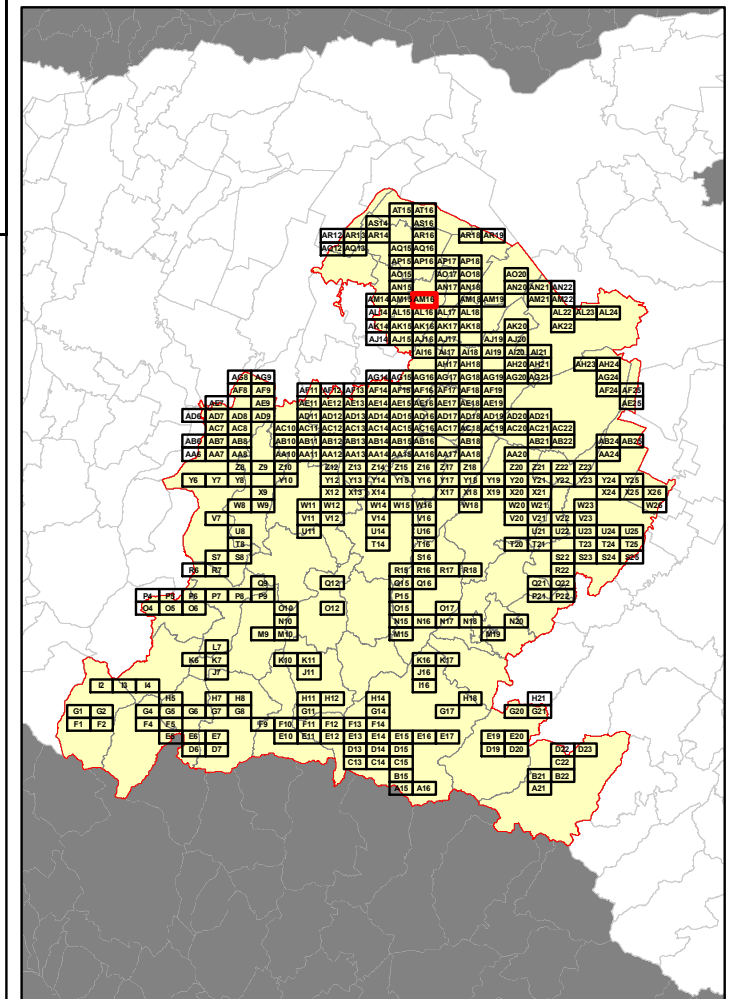 AT15 AT16
AS14 AS16
AR12 AR13 AR14 AR16 AR18 AR19
AQ12 AQ13 AQ15 AQ16
AP15 AP16 AP17 AP18
AO15 AO17 AO18 AO20
AN15 AN17 AN18 AN20 AN21 AN22
AM14 AM15 AM16 AM18 AM19 AM21 AM22
AL14 AL15 AL16 AL17 AL18 AL22 AL23 AL24
AK14 AK15 AK16 AK17 AK18 AK20 AK22
AJ14 AJ15 AJ16 AJ17 AJ19 AJ20
AI16 AI17 AI18 AI19 AI20 AI21
AH17 AH18 AH20 AH21 AH23 AH24
AG8 AG9 AG14 AG15 AG16 AG17 AG18 AG19 AG20 AG21 AG24
AF8 AF9 AF11 AF12 AF13 AF14 AF15 AF16 AF17 AF18 AF19 AF24 AF25
AE7 AE9 AE11 AE12 AE13 AE14 AE15 AE16 AE17 AE18 AE19 AE25
AD6 AD7 AD8 AD9 AD11 AD12 AD13 AD14 AD15 AD16 AD17 AD18 AD19 AD20 AD21
AC7 AC8 AC10 AC11 AC12 AC13 AC14 AC15 AC16 AC17 AC18 AC19 AC20 AC21 AC22
AB6 AB7 AB8 AB10 AB11 AB12 AB13 AB14 AB15 AB16 AB18 AB21 AB22 AB24 AB25
AA6 AA7 AA8 AA10 AA11 AA12 AA13 AA14 AA15 AA16 AA17 AA18 AA20 AA24
Z8 Z9 Z10 Z12 Z13 Z14 Z15 Z16 Z17 Z18 Z20 Z21 Z22 Z23
Y6 Y7 Y8 Y10 Y12 Y13 Y14 Y15 Y16 Y17 Y18 Y19 Y20 Y21 Y22 Y23 Y24 Y25
X9 X12 X13 X14 X17 X18 X19 X20 X21 X24 X25 X26
W8 W9 W11 W12 W14 W15 W16 W18 W20 W21 W23 W26
V7 V11 V12 V14 V16 V20 V21 V22 V23
U8 U11 U14 U16 U21 U22 U23 U24 U25
T8 T14 T16 T20 T21 T23 T24 T25
S7 S8 S16 S22 S23 S24 S25
R6 R7 R15 R16 R17 R18 R22
Q9 Q12 Q15 Q16 Q21 Q22
P4 P5 P6 P7 P8 P9 P15 P21 P22
O4 O5 O6 O10 O12 O15 O17
N10 N15 N16 N17 N18 N20
M9 M10 M15 M19
L7
K6 K7 K10 K11 K16 K17
J7 J11 J16
I2 I3 I4 I16
H5 H7 H8 H11 H12 H14 H18 H21
G1 G2 G4 G5 G6 G7 G8 G11 G14 G17 G20 G21
F1 F2 F4 F5 F9 F10 F11 F12 F13 F14
E5 E6 E7 E10 E11 E12 E13 E14 E15 E16 E17 E19 E20
D6 D7 D13 D14 D15 D19 D20 D22 D23
C13 C14 C15 C22
B15 B21 B22
A15 A16 A21